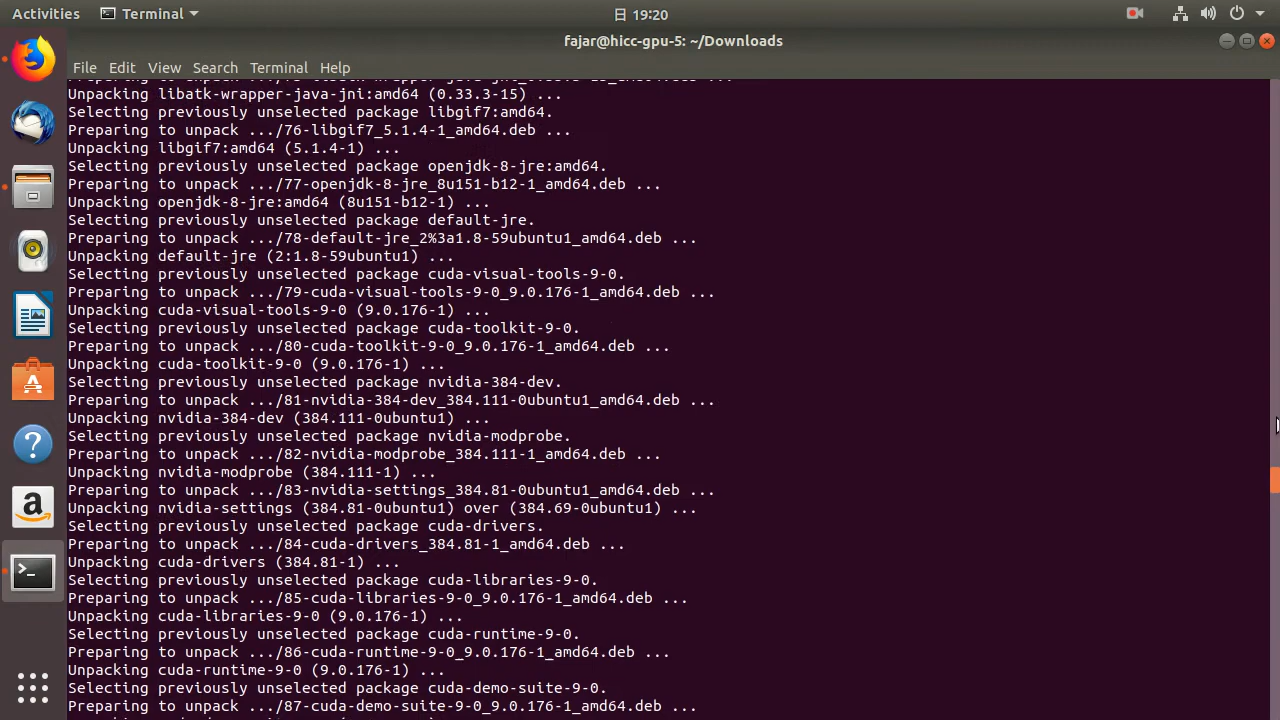 Activities
Terminal
日 19:20
fajar@hicc-gpu-5: ~/Downloads
File Edit View Search Terminal Help
Unpacking libatk-wrapper-java-jni:amd64 (0.33.3-15) ...
Selecting previously unselected package libgif7:amd64.
Preparing to unpack .../76-libgif7_5.1.4-1_amd64.deb ...
Unpacking libgif7:amd64 (5.1.4-1) ...
Selecting previously unselected package openjdk-8-jre:amd64.
Preparing to unpack .../77-openjdk-8-jre_8u151-b12-1_amd64.deb ...
Unpacking openjdk-8-jre:amd64 (8u151-b12-1) ...
Selecting previously unselected package default-jre.
Preparing to unpack .../78-default-jre_2%3a1.8-59ubuntu1_amd64.deb ...
Unpacking default-jre (2:1.8-59ubuntu1) ...
Selecting previously unselected package cuda-visual-tools-9-0.
Preparing to unpack .../79-cuda-visual-tools-9-0_9.0.176-1_amd64.deb ...
Unpacking cuda-visual-tools-9-0 (9.0.176-1) ...
Selecting previously unselected package cuda-toolkit-9-0.
Preparing to unpack .../80-cuda-toolkit-9-0_9.0.176-1_amd64.deb ...
Unpacking cuda-toolkit-9-0 (9.0.176-1) ...
Selecting previously unselected package nvidia-384-dev.
Preparing to unpack .../81-nvidia-384-dev_384.111-0ubuntu1_amd64.deb ...
Unpacking nvidia-384-dev (384.111-0ubuntu1) ...
Selecting previously unselected package nvidia-modprobe.
Preparing to unpack .../82-nvidia-modprobe_384.111-1_amd64.deb ...
Unpacking nvidia-modprobe (384.111-1) ...
Preparing to unpack .../83-nvidia-settings_384.81-0ubuntu1_amd64.deb ...
Unpacking nvidia-settings (384.81-0ubuntu1) over (384.69-0ubuntu1) ...
Selecting previously unselected package cuda-drivers.
Preparing to unpack .../84-cuda-drivers_384.81-1_amd64.deb ...
Unpacking cuda-drivers (384.81-1) ...
Selecting previously unselected package cuda-libraries-9-0.
Preparing to unpack .../85-cuda-libraries-9-0_9.0.176-1_amd64.deb ...
Unpacking cuda-libraries-9-0 (9.0.176-1) ...
Selecting previously unselected package cuda-runtime-9-0.
Preparing to unpack .../86-cuda-runtime-9-0_9.0.176-1_amd64.deb ...
Unpacking cuda-runtime-9-0 (9.0.176-1) ...
Selecting previously unselected package cuda-demo-suite-9-0.
Preparing to unpack .../87-cuda-demo-suite-9-0_9.0.176-1_amd64.deb ...